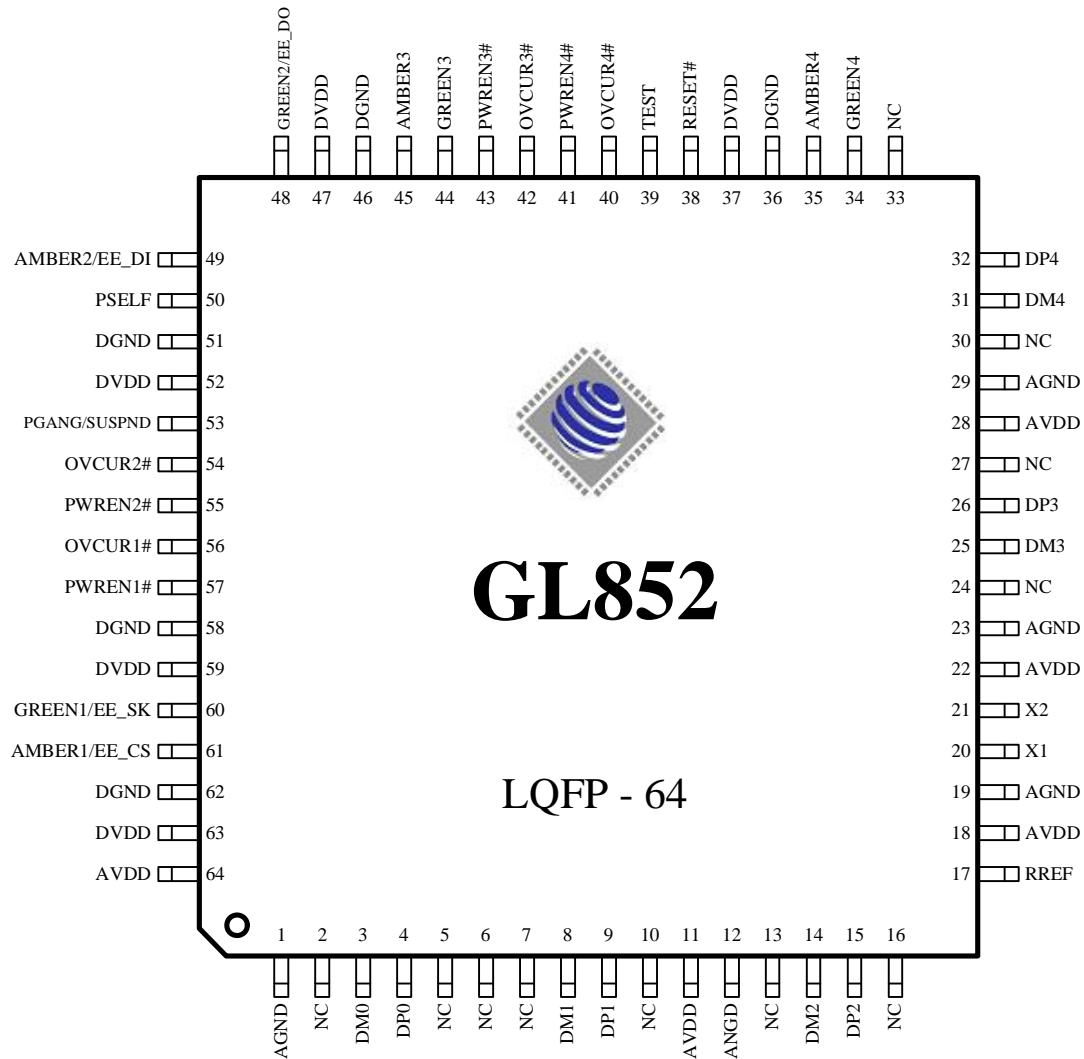 GREEN2/EE_DO
DVDD
DGND
AMBER3
GREEN3
PWREN3#
OVCUR3#
PWREN4#
OVCUR4#
TEST
RESET#
DVDD
DGND
AMBER4
GREEN4
NC
48 47 46 45 44 43 42 41 40 39 38 37 36 35 34 33
AMBER2/EE_DI 49
PSELF 50
DGND 51
DVDD 52
PGANG/SUSPND 53
OVCUR2# 54
PWREN2# 55
OVCUR1# 56
PWREN1# 57
DGND 58
DVDD 59
GREEN1/EE_SK 60
AMBER1/EE_CS 61
DGND 62
DVDD 63
AVDD 64
GL852
LQFP - 64
32 DP4
31 DM4
30 NC
29 AGND
28 AVDD
27 NC
26 DP3
25 DM3
24 NC
23 AGND
22 AVDD
21 X2
20 X1
19 AGND
18 AVDD
17 RREF
1 2 3 4 5 6 7 8 9 10 11 12 13 14 15 16
AGND
NC
DM0
DP0
NC
NC
NC
DM1
DP1
NC
AVDD
ANGD
NC
DM2
DP2
NC